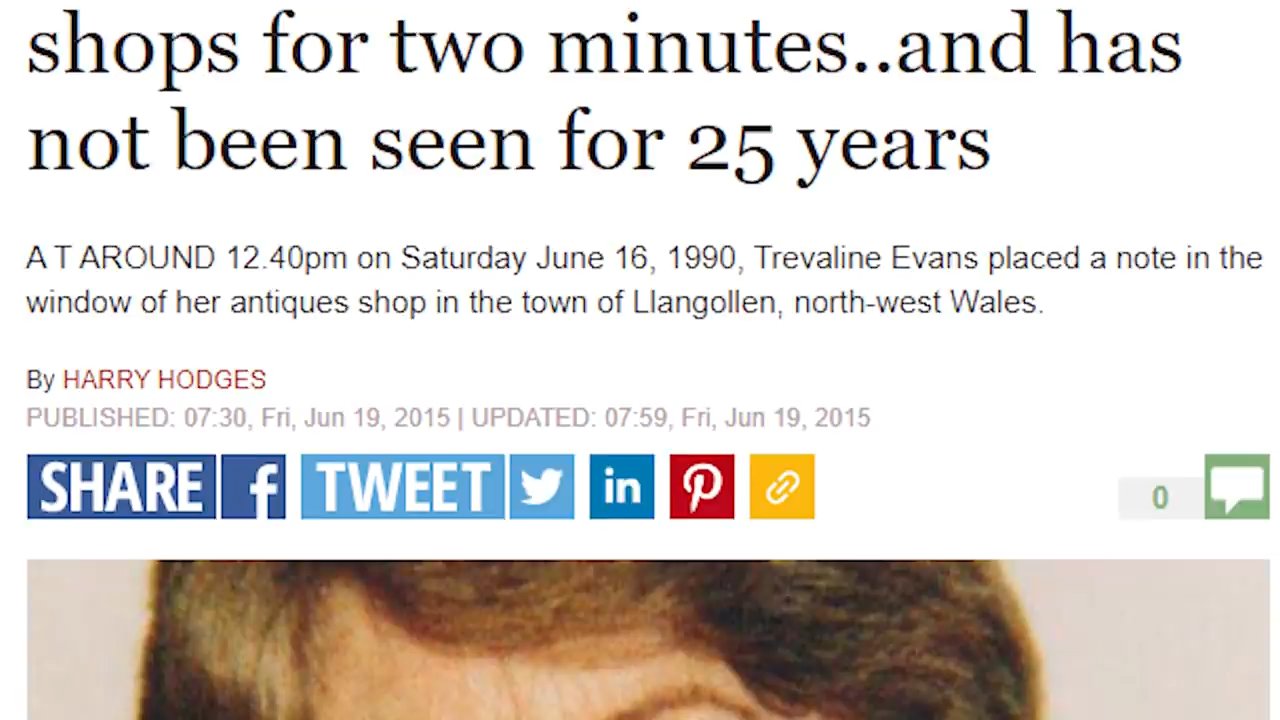 shops for two minutes..and has
not been seen for 25 years
A T AROUND 12.40pm on Saturday June 16, 1990, Trevaline Evans placed a note in the
window of her antiques shop in the town of Llangollen, north-west Wales.
By HARRY HODGES
PUBLISHED: 07:30, Fri, Jun 19, 2015 | UPDATED: 07:59, Fri, Jun 19, 2015
SHARE f TWEET in 0